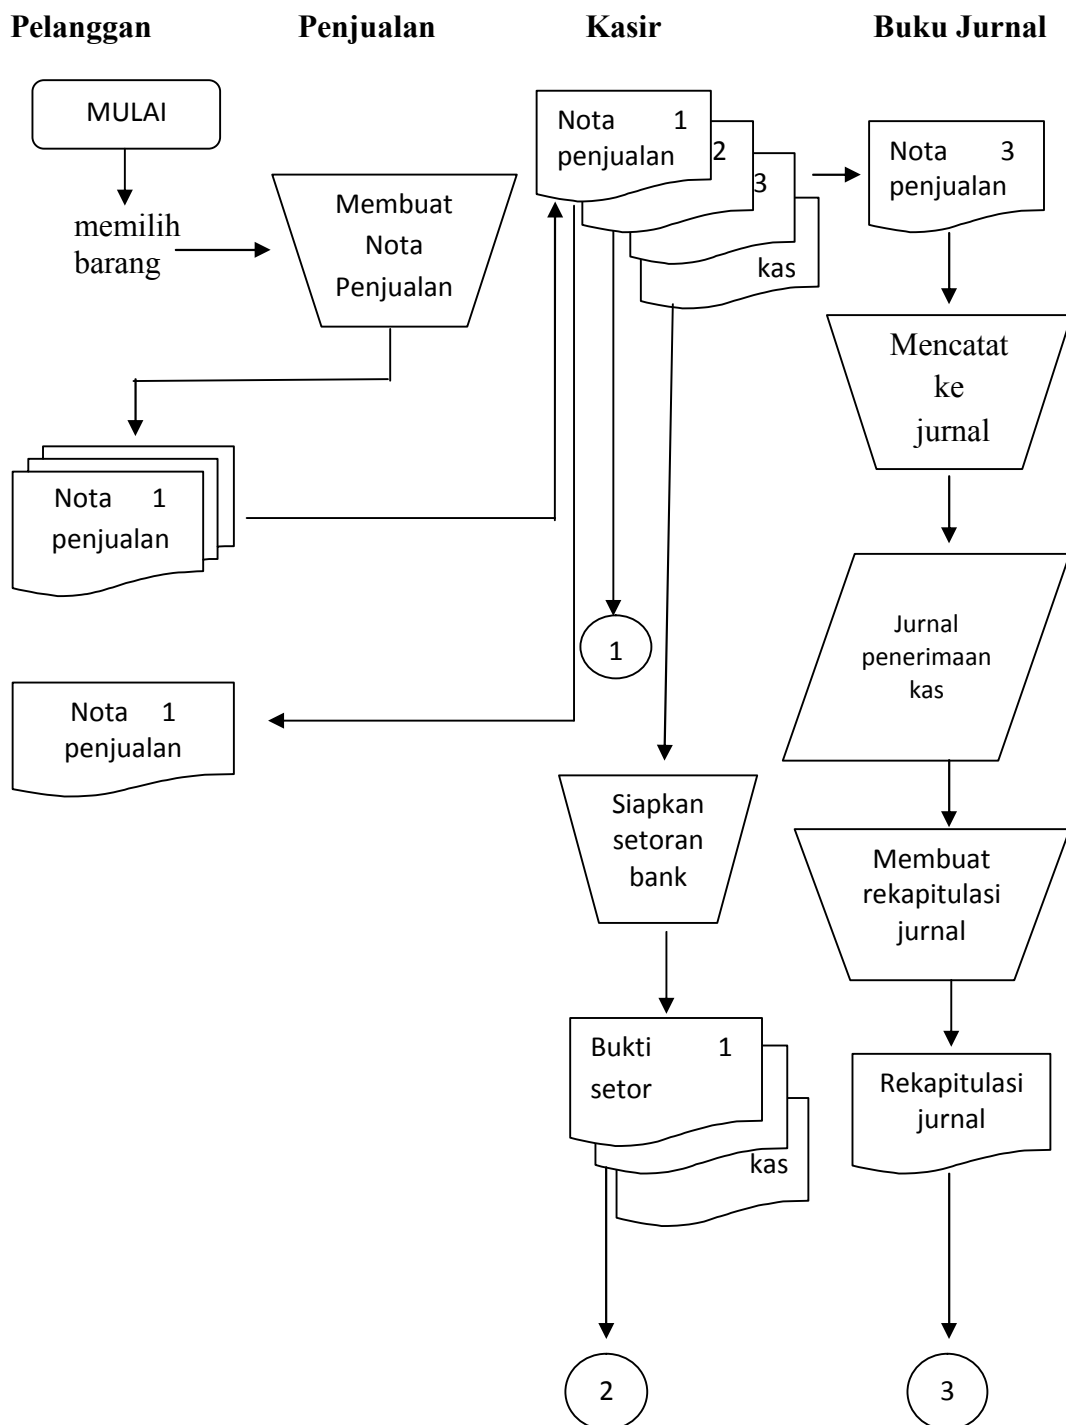 Pelanggan Penjualan Kasir Buku Jurnal
MULAI
memilih
barang
Membuat
Nota
Penjualan
Nota 1
penjualan
Nota 1
penjualan
Nota 1
penjualan
2
3
kas
1
Siapkan
setoran
bank
Bukti 1
setor
kas
2
Nota 3
penjualan
Mencatat
ke
jurnal
Jurnal
penerimaan
kas
Membuat
rekapitulasi
jurnal
Rekapitulasi
jurnal
3